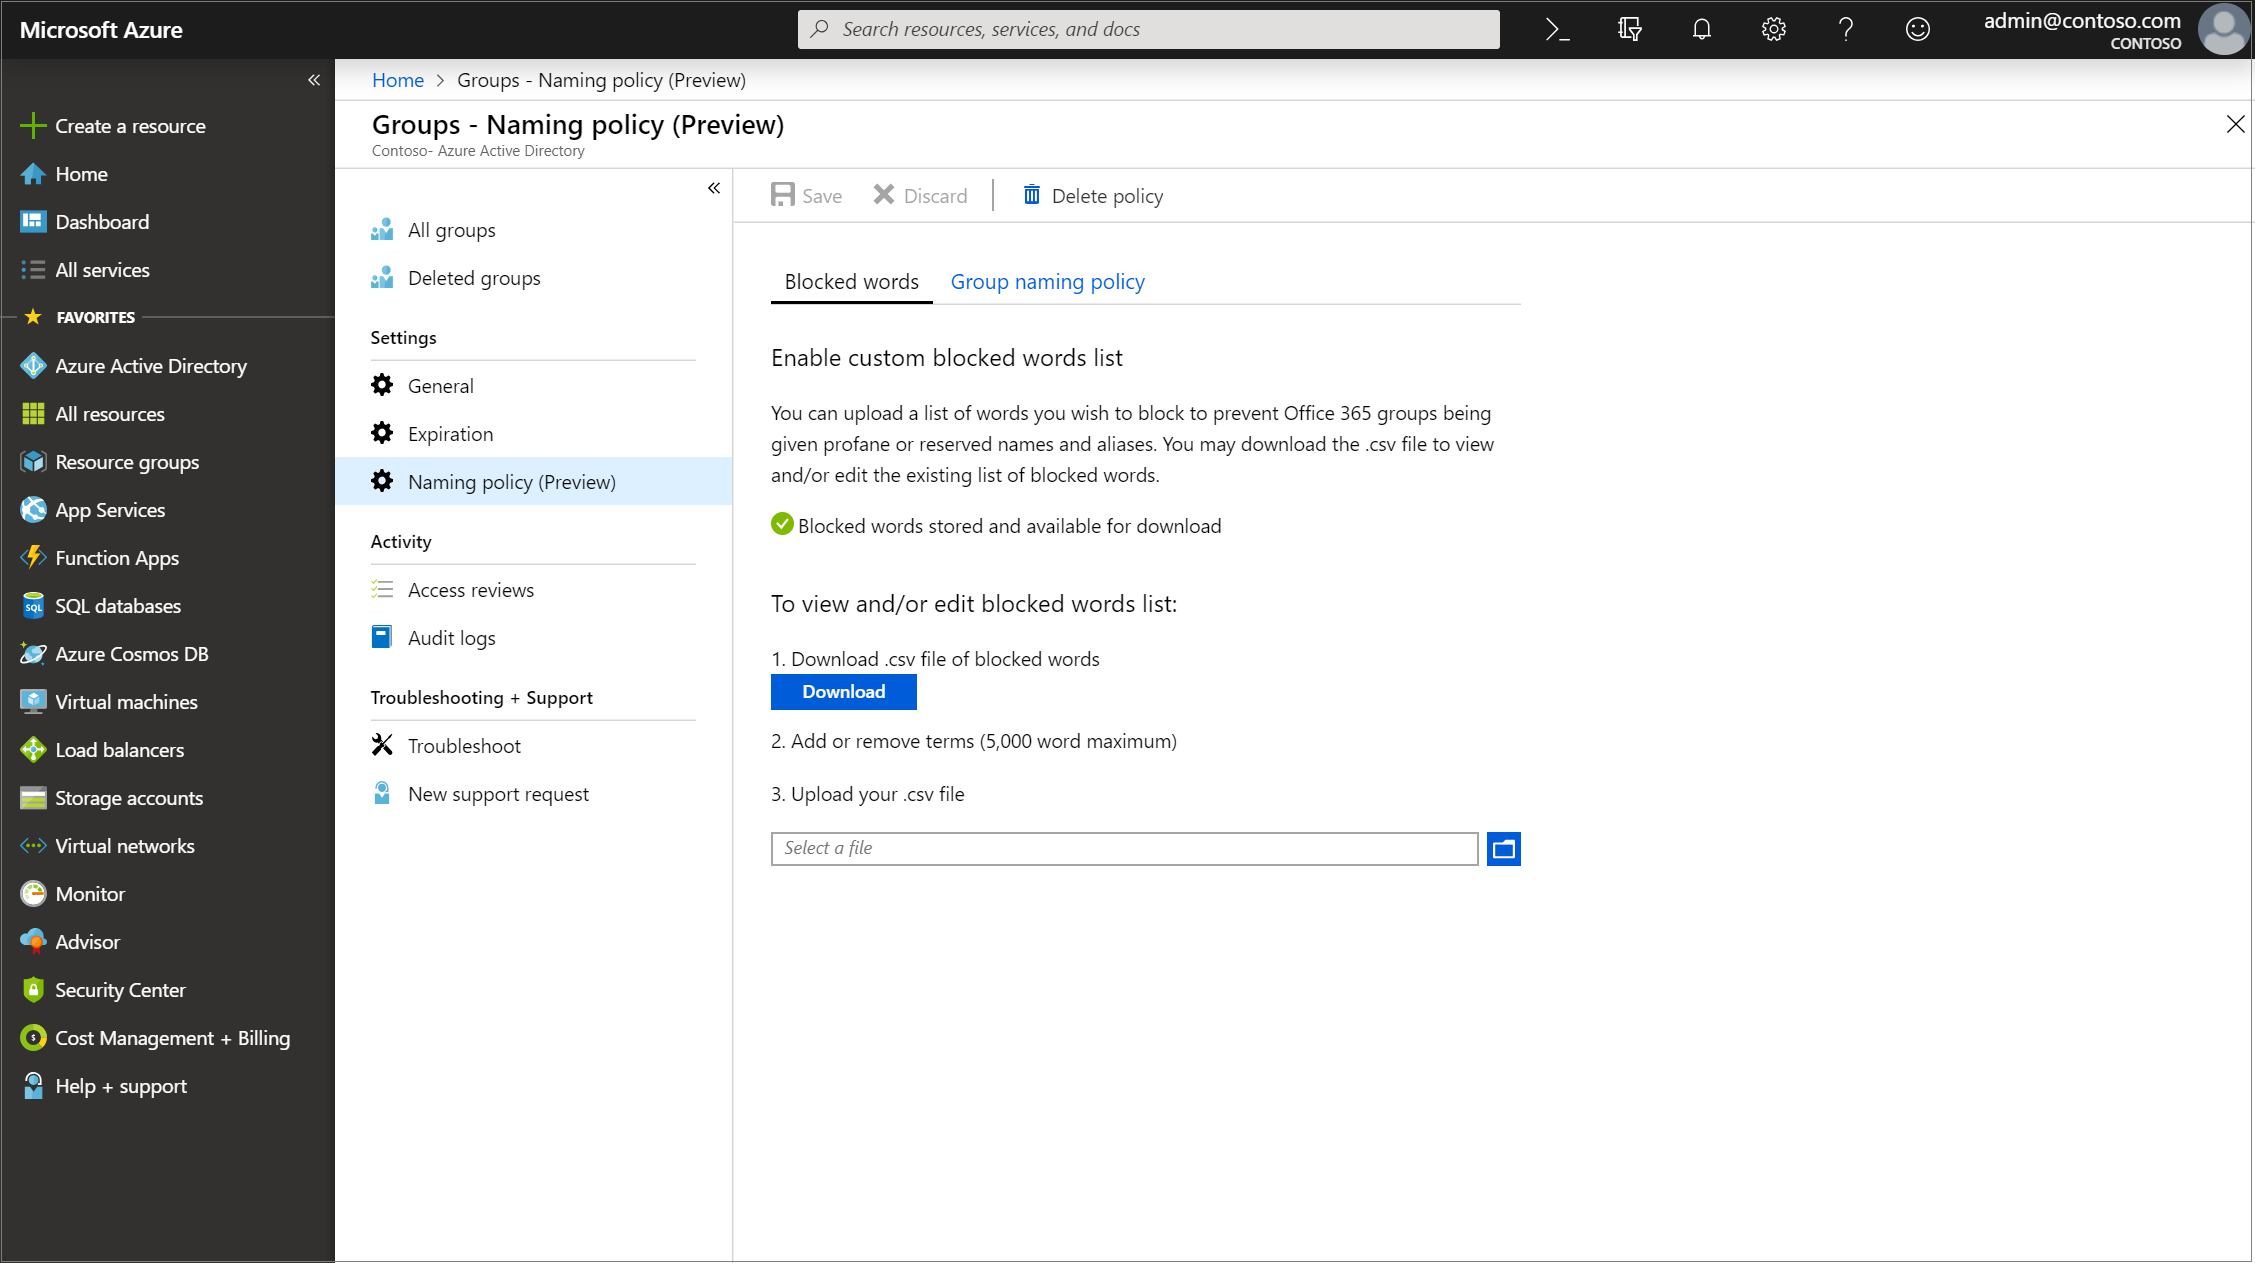 Microsoft Azure
Search resources, services, and docs
admin@contoso.com
CONTOSO
Create a resource
Home
Dashboard
All services
FAVORITES
Azure Active Directory
All resources
Resource groups
App Services
Function Apps
SQL databases
SQL
Azure Cosmos DB
Virtual machines
Load balancers
Storage accounts
Virtual networks
Monitor
Advisor
Security Center
Cost Management + Billing
Help + support
Home > Groups - Naming policy (Preview)
Groups - Naming policy (Preview)
Contoso- Azure Active Directory
All groups
Deleted groups
Settings
General
Expiration
Naming policy (Preview)
Activity
Access reviews
Audit logs
Troubleshooting + Support
Troubleshoot
New support request
Save Discard Delete policy
Blocked words Group naming policy
Enable custom blocked words list
You can upload a list of words you wish to block to prevent Office 365 groups being
given profane or reserved names and aliases. You may download the .csv file to view
and/or edit the existing list of blocked words.
Blocked words stored and available for download
To view and/or edit blocked words list:
1. Download .csv file of blocked words
Download
2. Add or remove terms (5,000 word maximum)
3. Upload your .csv file
Select a file